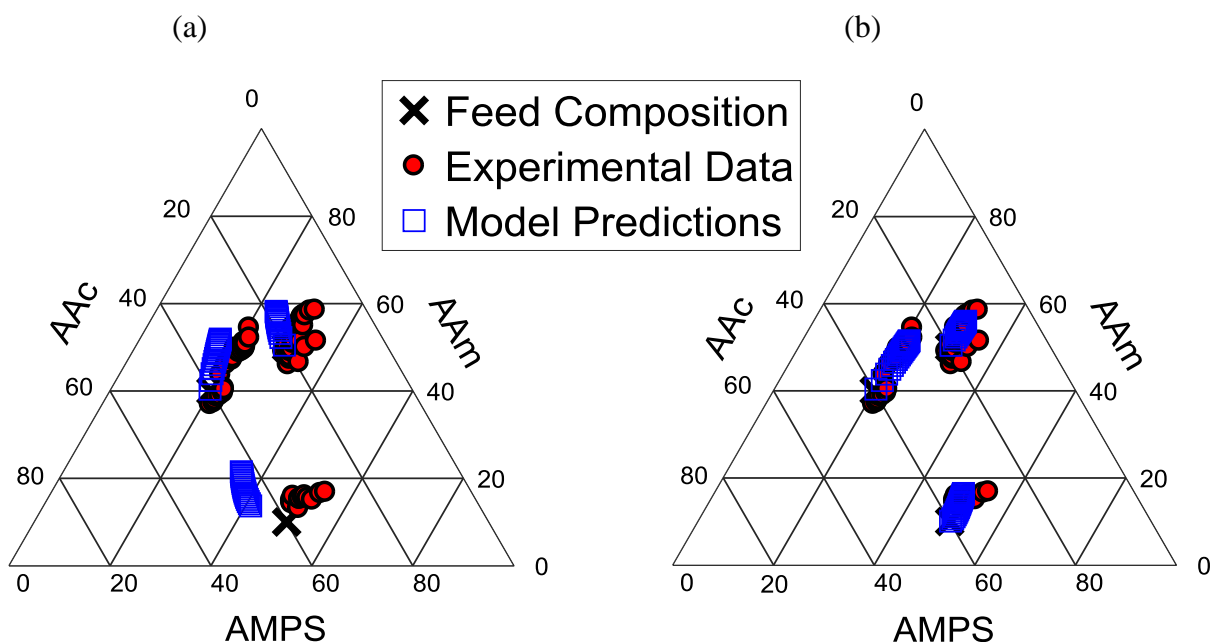 (a) (b)
0 0
Feed Composition
Experimental Data
Model Predictions
20 80 20 80
AAc 40 60 AAm AAc 40 60 AAm
60 40 60 40
80 20 80 20
0 20 40 60 80 0 0 20 40 60 80 0
AMPS AMPS